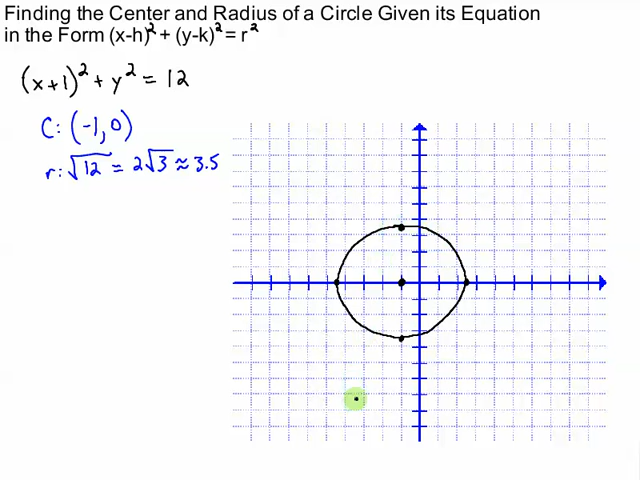 Finding the Center and Radius of a Circle Given its Equation
in the Form (x-h)² + (y-k)² = r²
(x+1)² + y² = 12
C: (-1, 0)
r: √12 = 2√3 ≈ 3.5